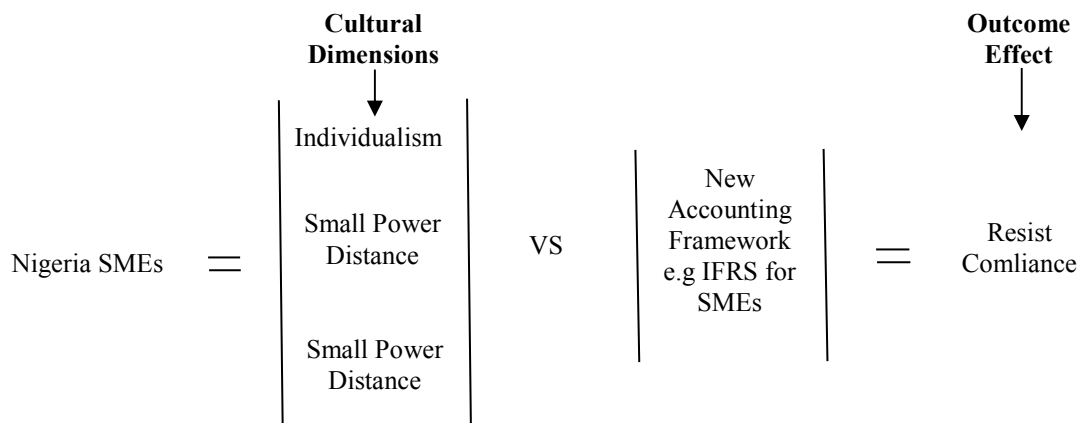 Cultural
Dimensions
Outcome
Effect
Individualism
Small Power
Distance
Small Power
Distance
Nigeria SMEs
=
VS
New
Accounting
Framework
e.g IFRS for
SMEs
=
Resist
Comliance